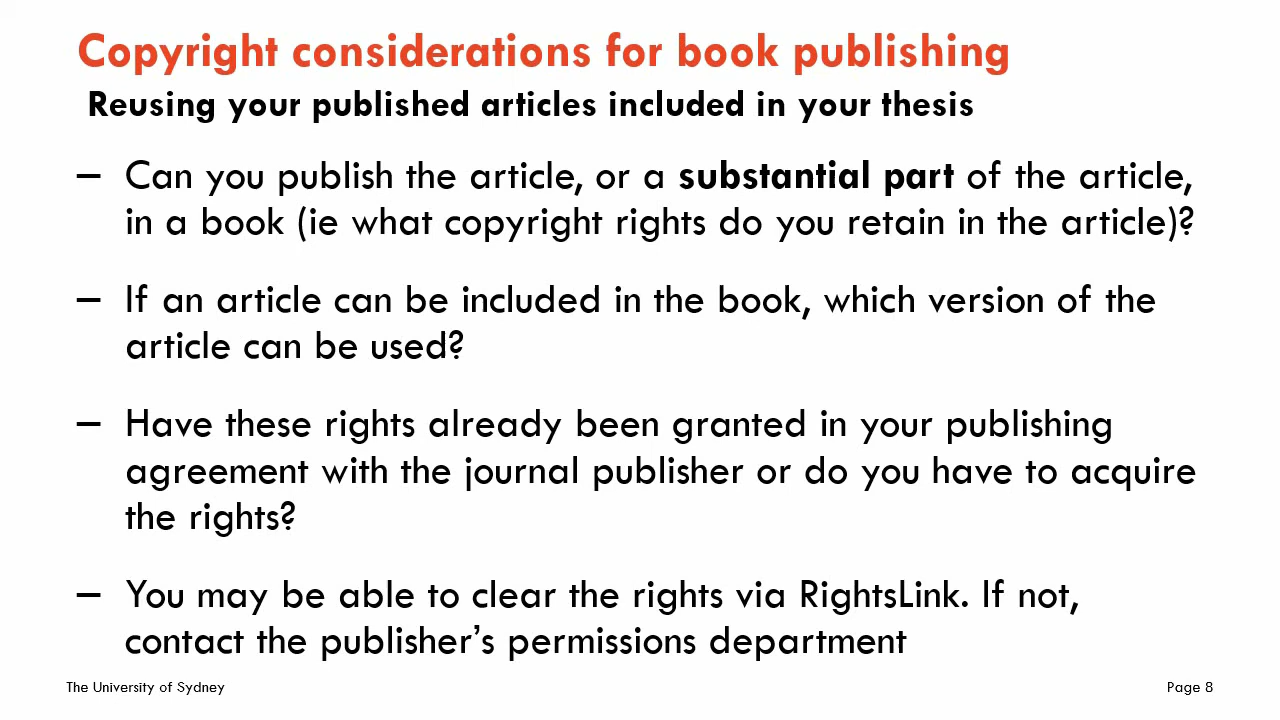 Copyright considerations for book publishing
Reusing your published articles included in your thesis
– Can you publish the article, or a substantial part of the article,
in a book (ie what copyright rights do you retain in the article)?
– If an article can be included in the book, which version of the
article can be used?
– Have these rights already been granted in your publishing
agreement with the journal publisher or do you have to acquire
the rights?
– You may be able to clear the rights via RightsLink. If not,
contact the publisher’s permissions department
The University of Sydney
Page 8